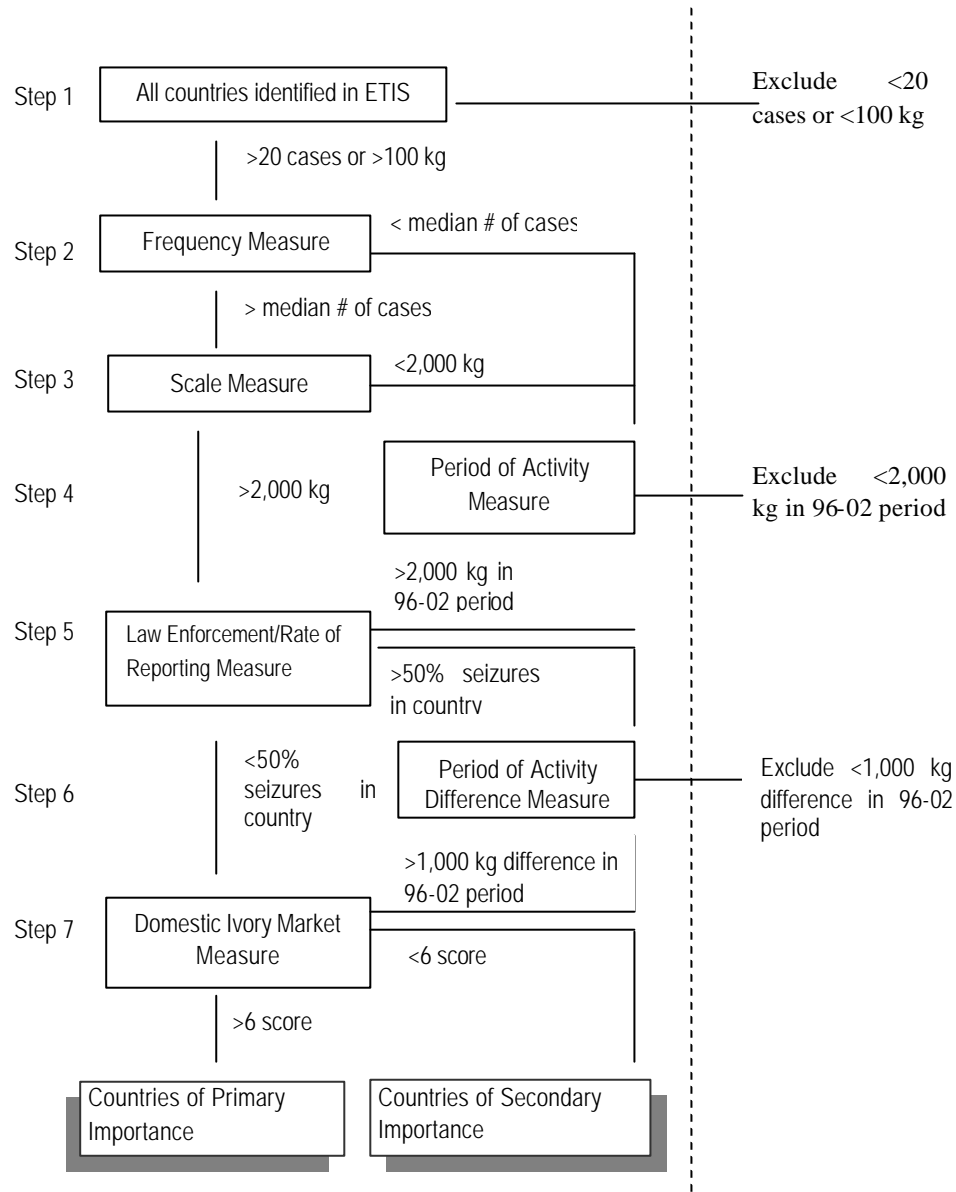 Step 1
All countries identified in ETIS
Exclude <20
cases or <100 kg
>20 cases or >100 kg
Step 2
Frequency Measure
< median # of cases
> median # of cases
Step 3
Scale Measure
<2,000 kg
Step 4
>2,000 kg
Period of Activity
Measure
Exclude <2,000
kg in 96-02 period
>2,000 kg in
96-02 period
Step 5
Law Enforcement/Rate of
Reporting Measure
>50% seizures
in country
<50%
seizures in
country
Step 6
Period of Activity
Difference Measure
Exclude <1,000 kg
difference in 96-02
period
>1,000 kg difference in
96-02 period
Step 7
Domestic Ivory Market
Measure
<6 score
>6 score
Countries of Primary
Importance
Countries of Secondary
Importance